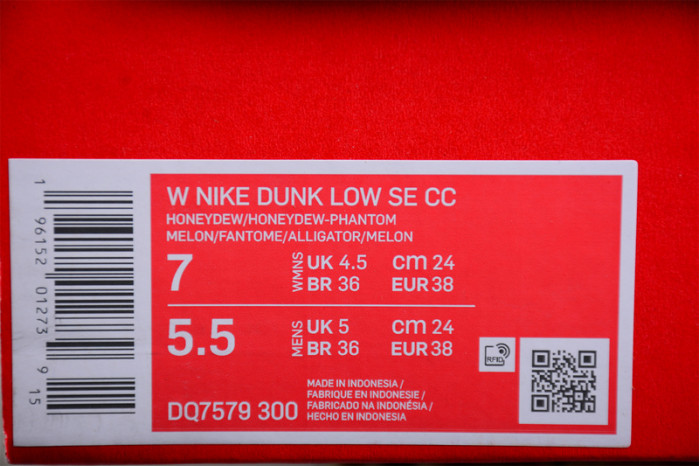 W NIKE DUNK LOW SE CC
HONEYDEW/HONEYDEW-PHANTOM
MELON/FANTOME/ALLIGATOR/MELON
7 WMNS UK 4.5 cm 24
BR 36 EUR 38
5.5 MENS UK 5 cm 24
BR 36 EUR 38
RFID
DQ7579 300
MADE IN INDONESIA /
FABRIQUE EN INDONESIE /
FABRICADO NA INDONÉSIA /
HECHO EN INDONESIA
1 96152 01273 9 15